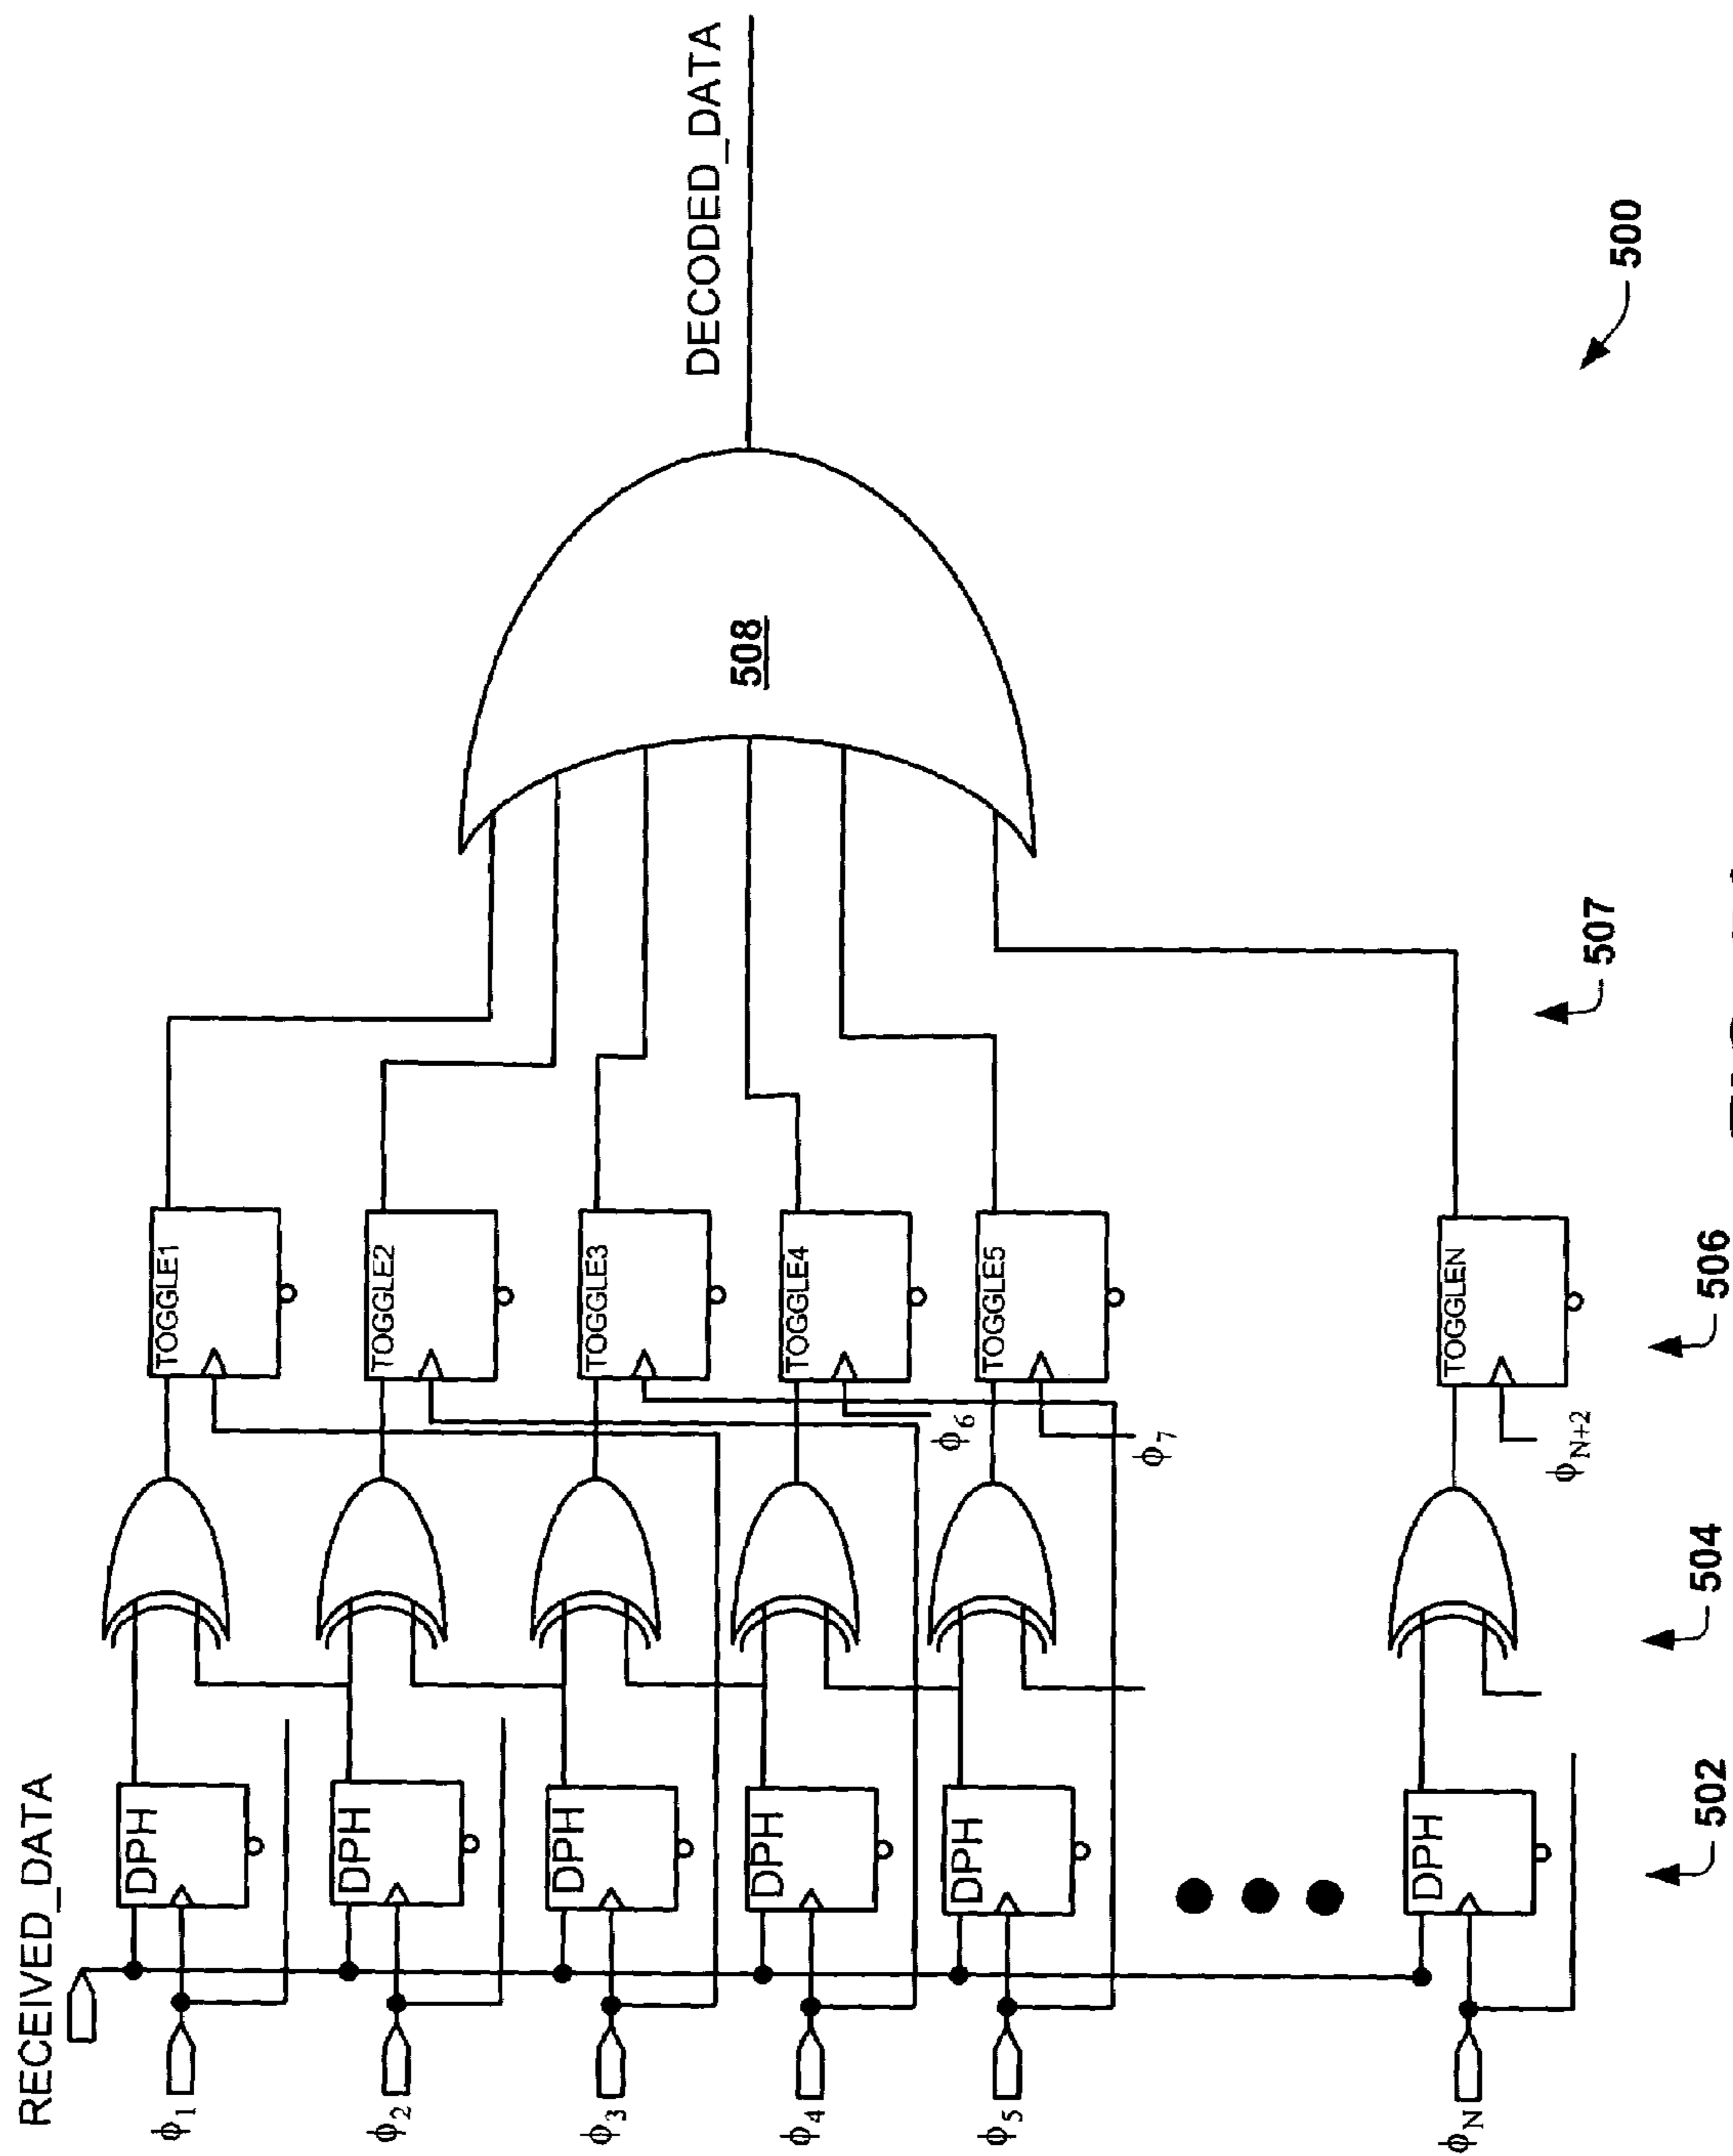 RECEIVED_DATA
ϕ1
DPH
TOGGLE1
ϕ2
DPH
TOGGLE2
ϕ3
DPH
TOGGLE3
ϕ4
DPH
ϕ6
TOGGLE4
ϕ5
DPH
ϕ7
TOGGLE5
ϕN
DPH
ϕN+2
TOGGLEN
508
DECODED_DATA
502
504
506
507
500